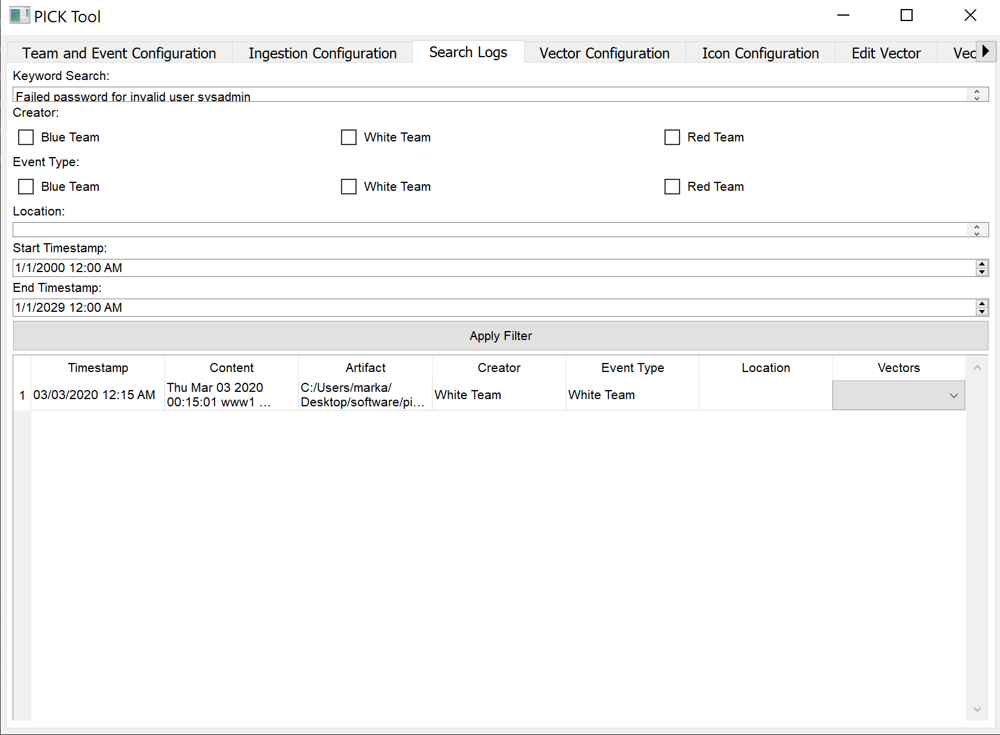 PICK Tool
Team and Event Configuration Ingestion Configuration Search Logs Vector Configuration Icon Configuration Edit Vector Vec
Keyword Search:
Failed password for invalid user sysadmin
Creator:
Blue Team White Team Red Team
Event Type:
Blue Team White Team Red Team
Location:
Start Timestamp:
1/1/2000 12:00 AM
End Timestamp:
1/1/2029 12:00 AM
Apply Filter
Timestamp Content Artifact Creator Event Type Location Vectors
1 03/03/2020 12:15 AM Thu Mar 03 2020 C:/Users/marka/ White Team White Team
00:15:01 www1 … Desktop/software/pi…